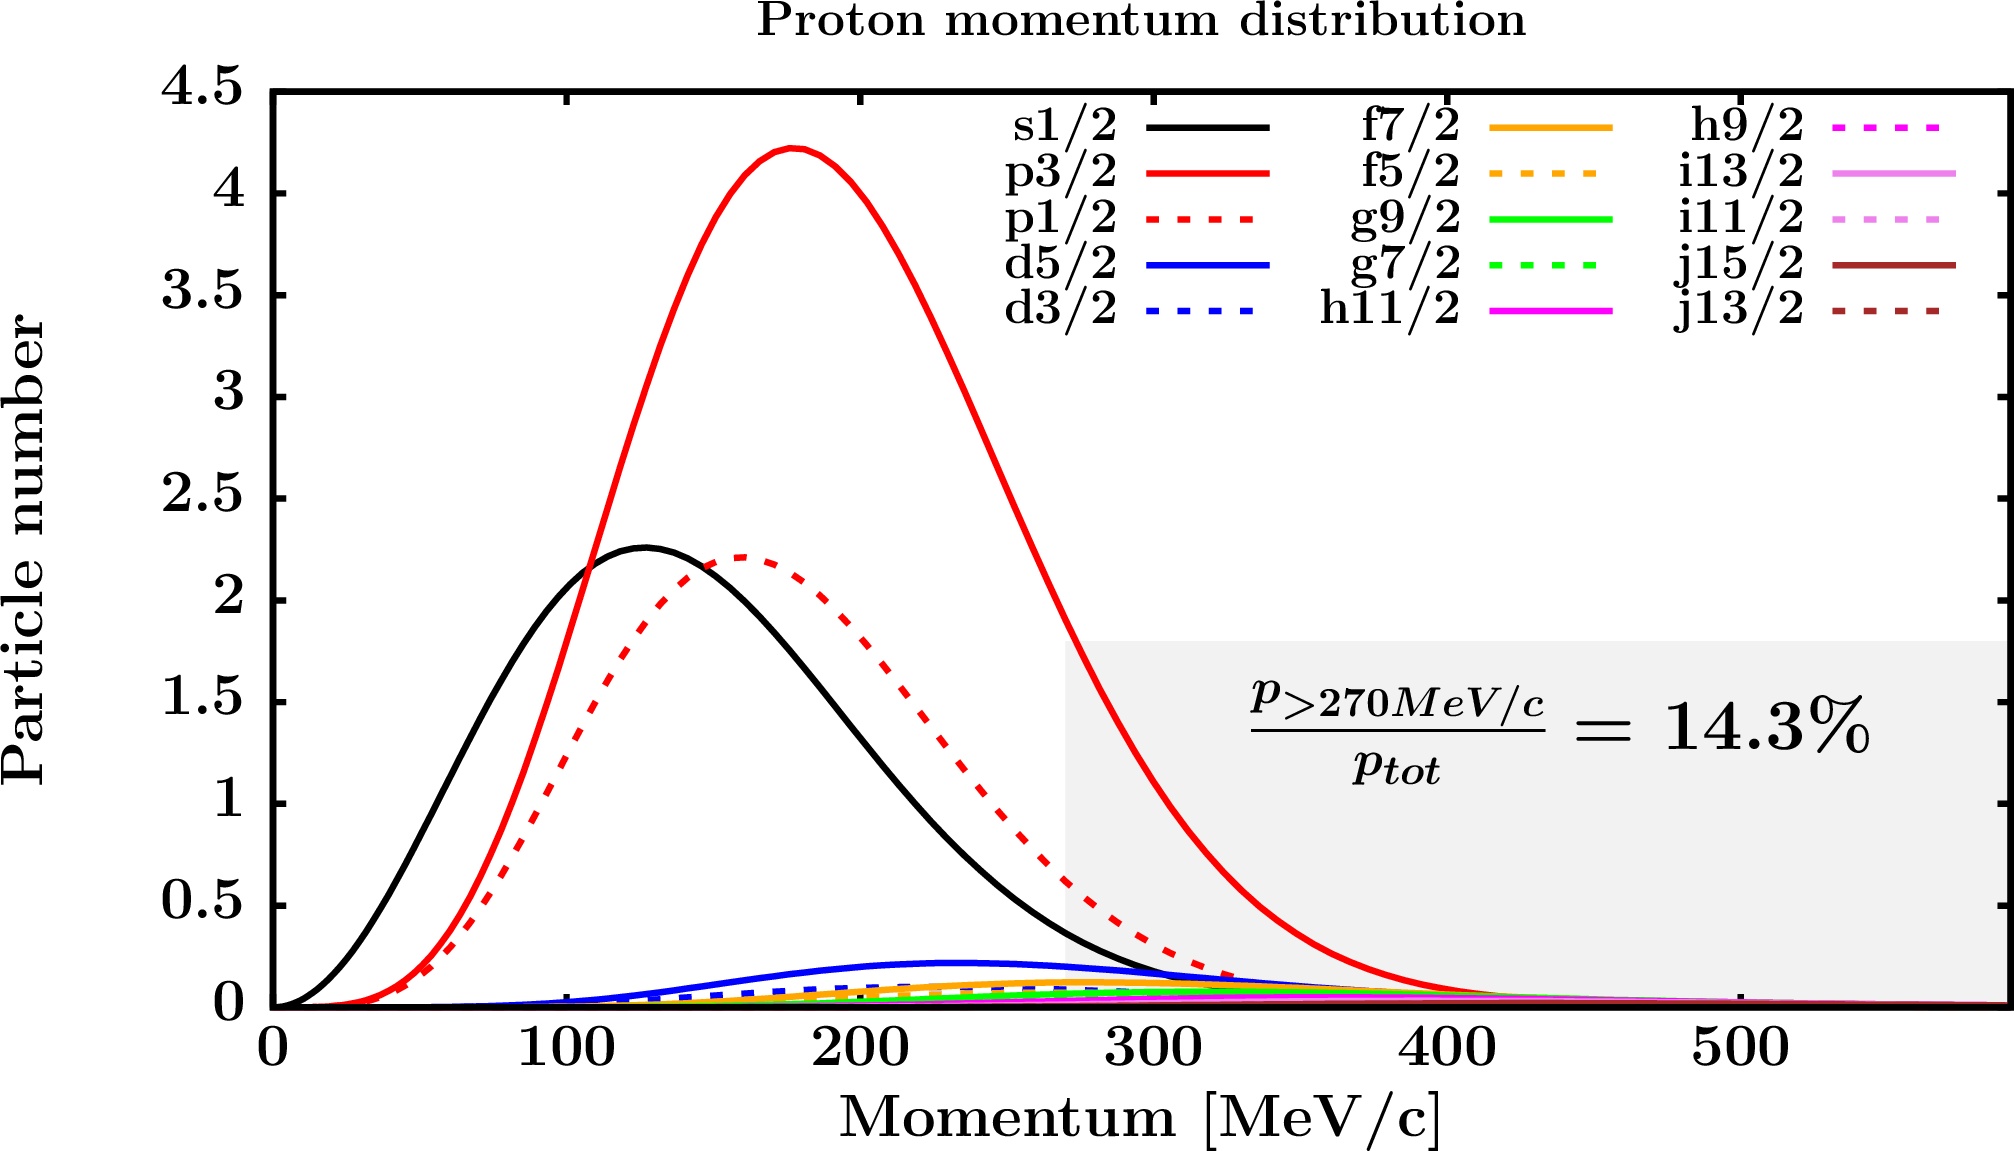 Proton momentum distribution
4.5
4
3.5
3
2.5
2
1.5
1
0.5
0
Particle number
s1/2
p3/2
p1/2
d5/2
d3/2
f7/2
f5/2
g9/2
g7/2
h11/2
h9/2
i13/2
i11/2
j15/2
j13/2
p>270MeV/c
ptot
= 14.3%
0 100 200 300 400 500
Momentum [MeV/c]